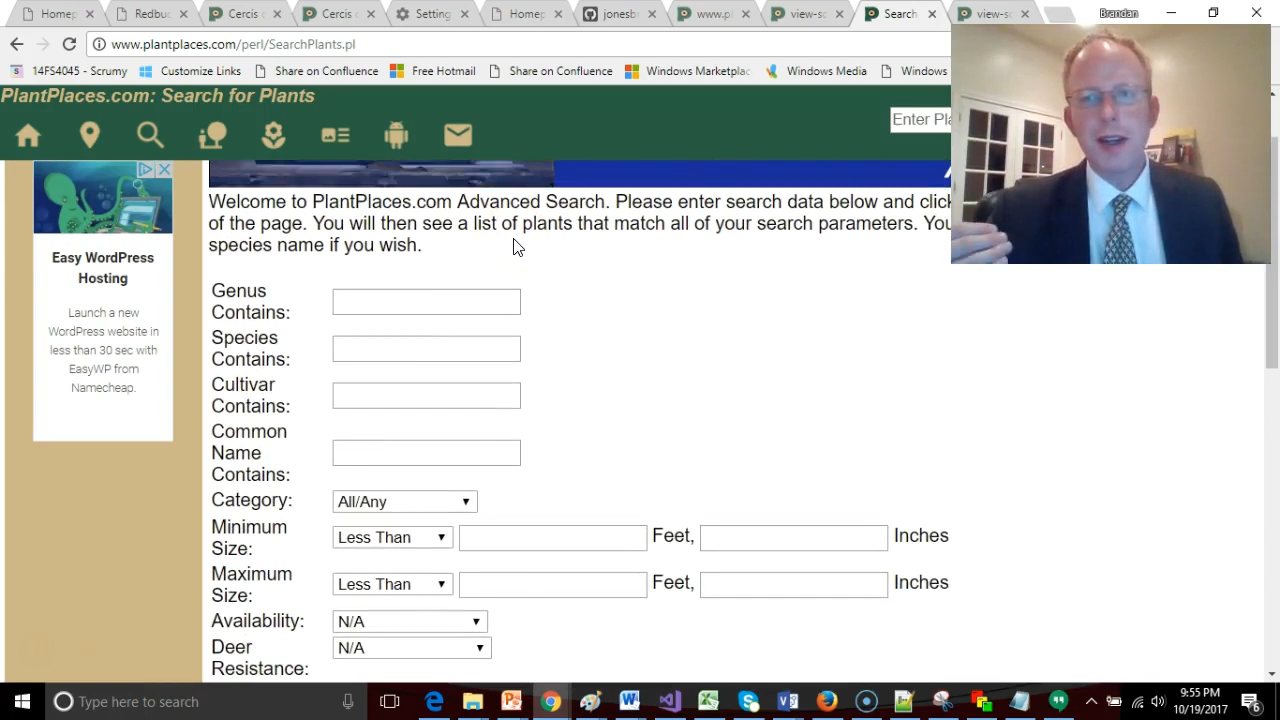 Homep
Redbu
Cercis
Cercis c
Setting
Homep
jonesb
www.pl
view-sc
Search
view-sc
Brandan
www.plantplaces.com/perl/SearchPlants.pl
14FS4045 - Scrumy
Customize Links
Share on Confluence
Free Hotmail
Share on Confluence
Windows Marketplac
Windows Media
Windows
PlantPlaces.com: Search for Plants
Enter Pla
Easy WordPress
Hosting
Launch a new
WordPress website in
less than 30 sec with
EasyWP from
Namecheap.
Welcome to PlantPlaces.com Advanced Search. Please enter search data below and click
of the page. You will then see a list of plants that match all of your search parameters. You
species name if you wish.
Genus
Contains:
Species
Contains:
Cultivar
Contains:
Common
Name
Contains:
Category: All/Any
Minimum
Size: Less Than Feet, Inches
Maximum
Size: Less Than Feet, Inches
Availability: N/A
Deer
Resistance: N/A
Type here to search
9:55 PM
10/19/2017
6